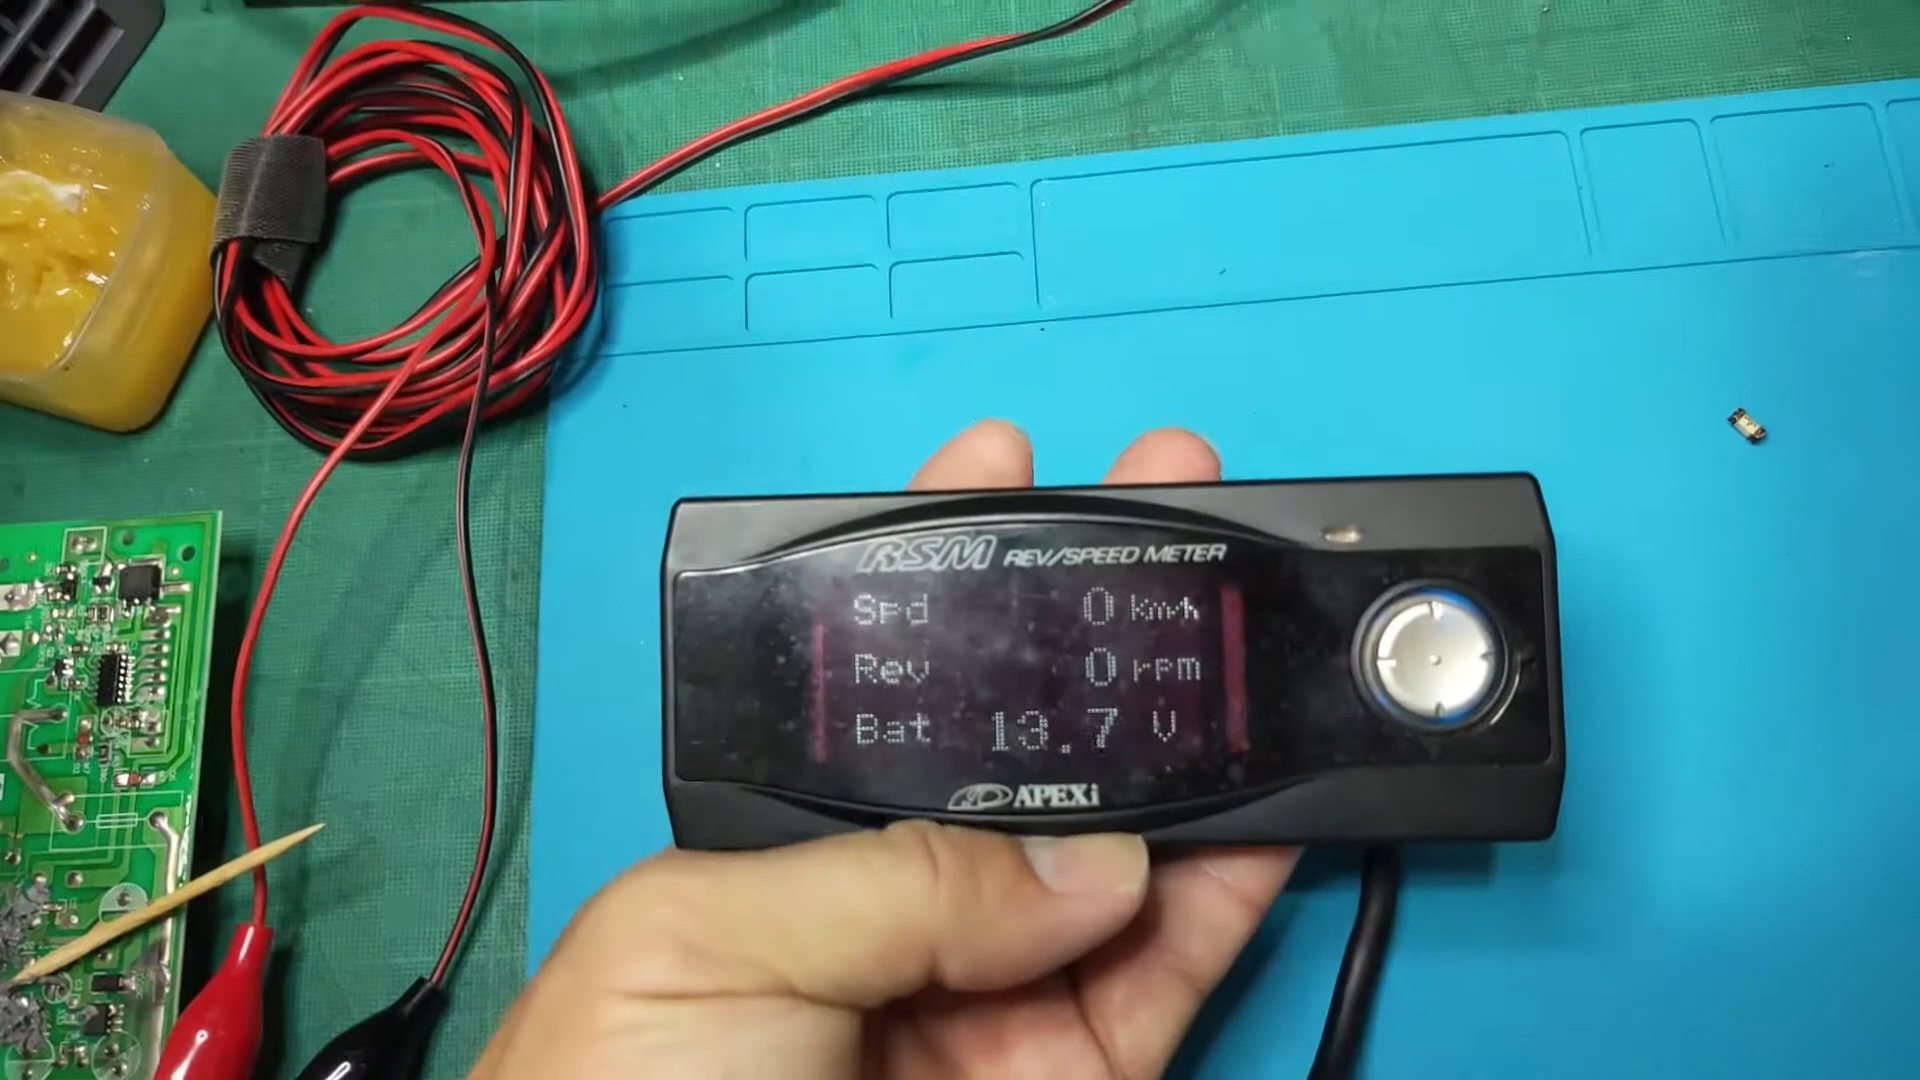 RSM REV/SPEED METER
Spd 0 km/h
Rev 0 rpm
Bat 13.7 V
APEXi